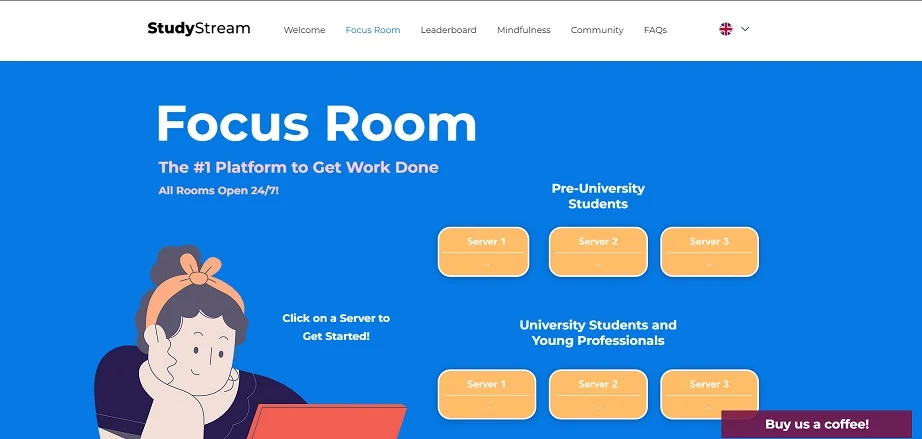 StudyStream
Welcome
Focus Room
Leaderboard
Mindfulness
Community
FAQs
Focus Room
The #1 Platform to Get Work Done
All Rooms Open 24/7!
Pre-University
Students
Server 1
...
Server 2
...
Server 3
...
Click on a Server to
Get Started!
University Students and
Young Professionals
Server 1
...
Server 2
...
Server 3
...
Buy us a coffee!